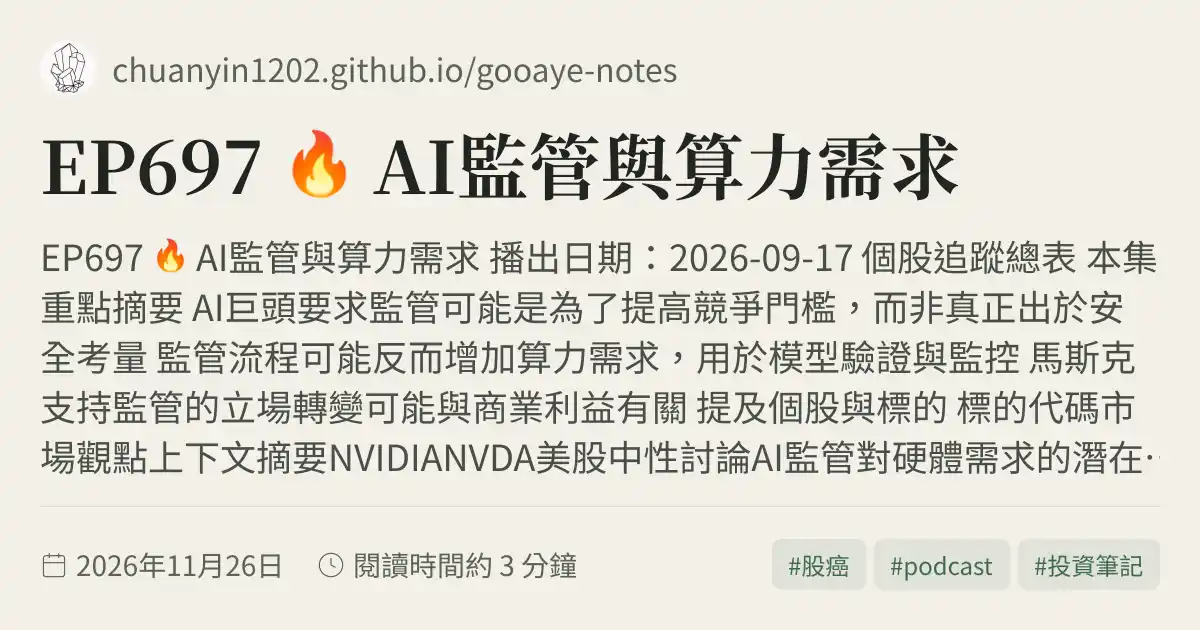 chuanyin1202.github.io/gooaye-notes
EP697 🔥 AI監管與算力需求
EP697 🔥 AI監管與算力需求 播出日期：2026-09-17 個股追蹤總表 本集
重點摘要 AI巨頭要求監管可能是為了提高競爭門檻，而非真正出於安
全考量 監管流程可能反而增加算力需求，用於模型驗證與監控 馬斯克
支持監管的立場轉變可能與商業利益有關 提及個股與標的 標的代碼市
場觀點上下文摘要NVIDIANVDA美股中性討論AI監管對硬體需求的潛在…
2026年11月26日
閱讀時間約 3 分鐘
#股癌
#podcast
#投資筆記